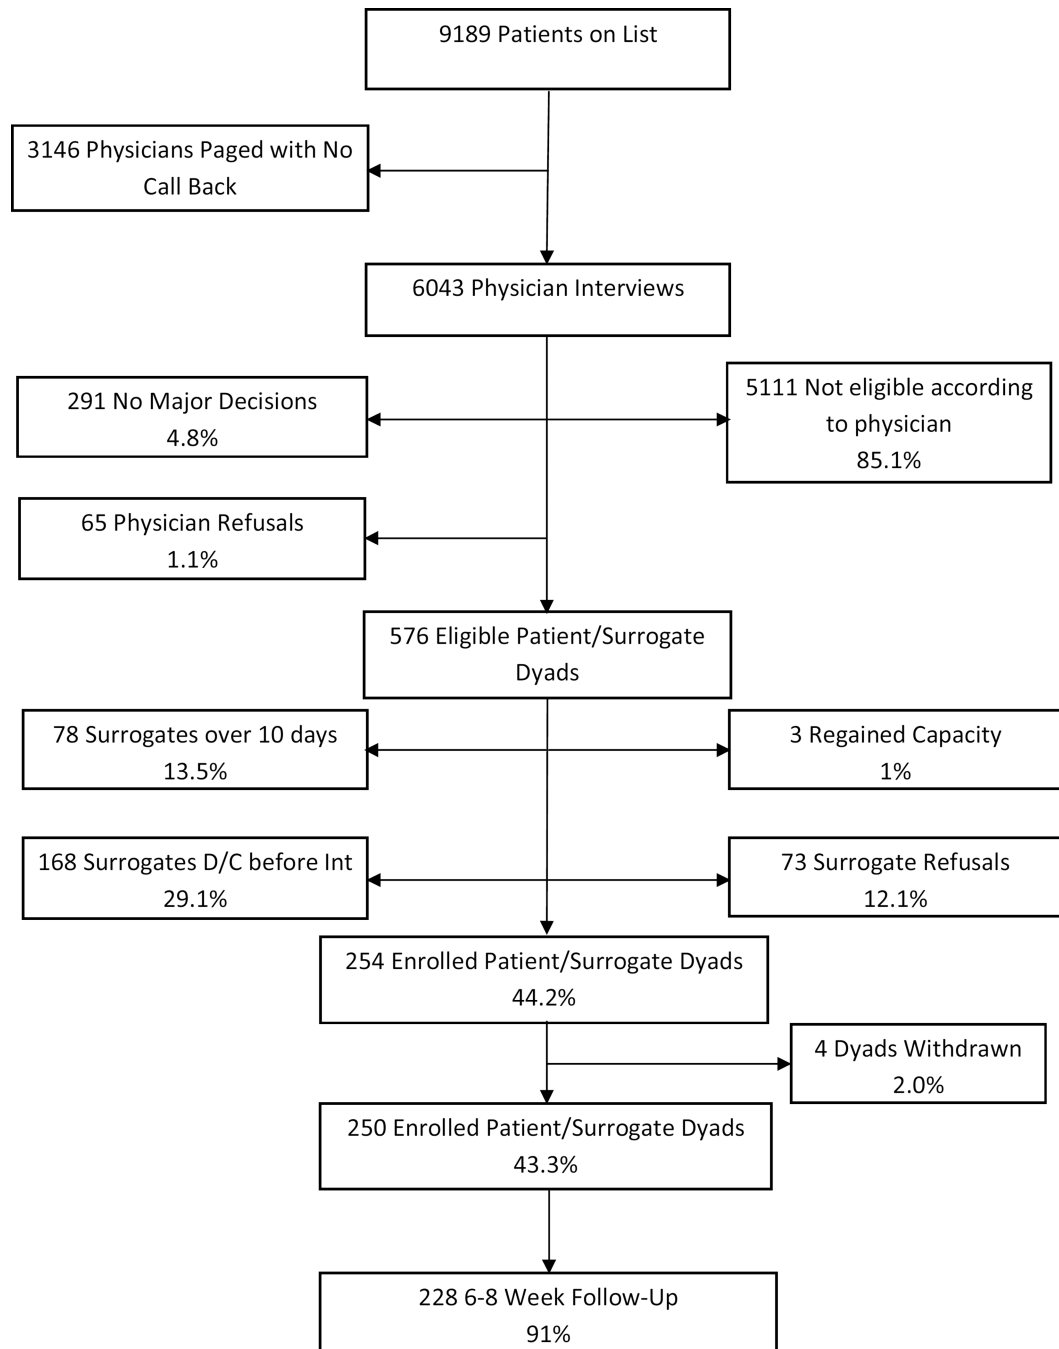 9189 Patients on List
3146 Physicians Paged with No
Call Back
6043 Physician Interviews
291 No Major Decisions
4.8%
5111 Not eligible according
to physician
85.1%
65 Physician Refusals
1.1%
576 Eligible Patient/Surrogate
Dyads
78 Surrogates over 10 days
13.5%
3 Regained Capacity
1%
168 Surrogates D/C before Int
29.1%
73 Surrogate Refusals
12.1%
254 Enrolled Patient/Surrogate Dyads
44.2%
4 Dyads Withdrawn
2.0%
250 Enrolled Patient/Surrogate Dyads
43.3%
228 6-8 Week Follow-Up
91%